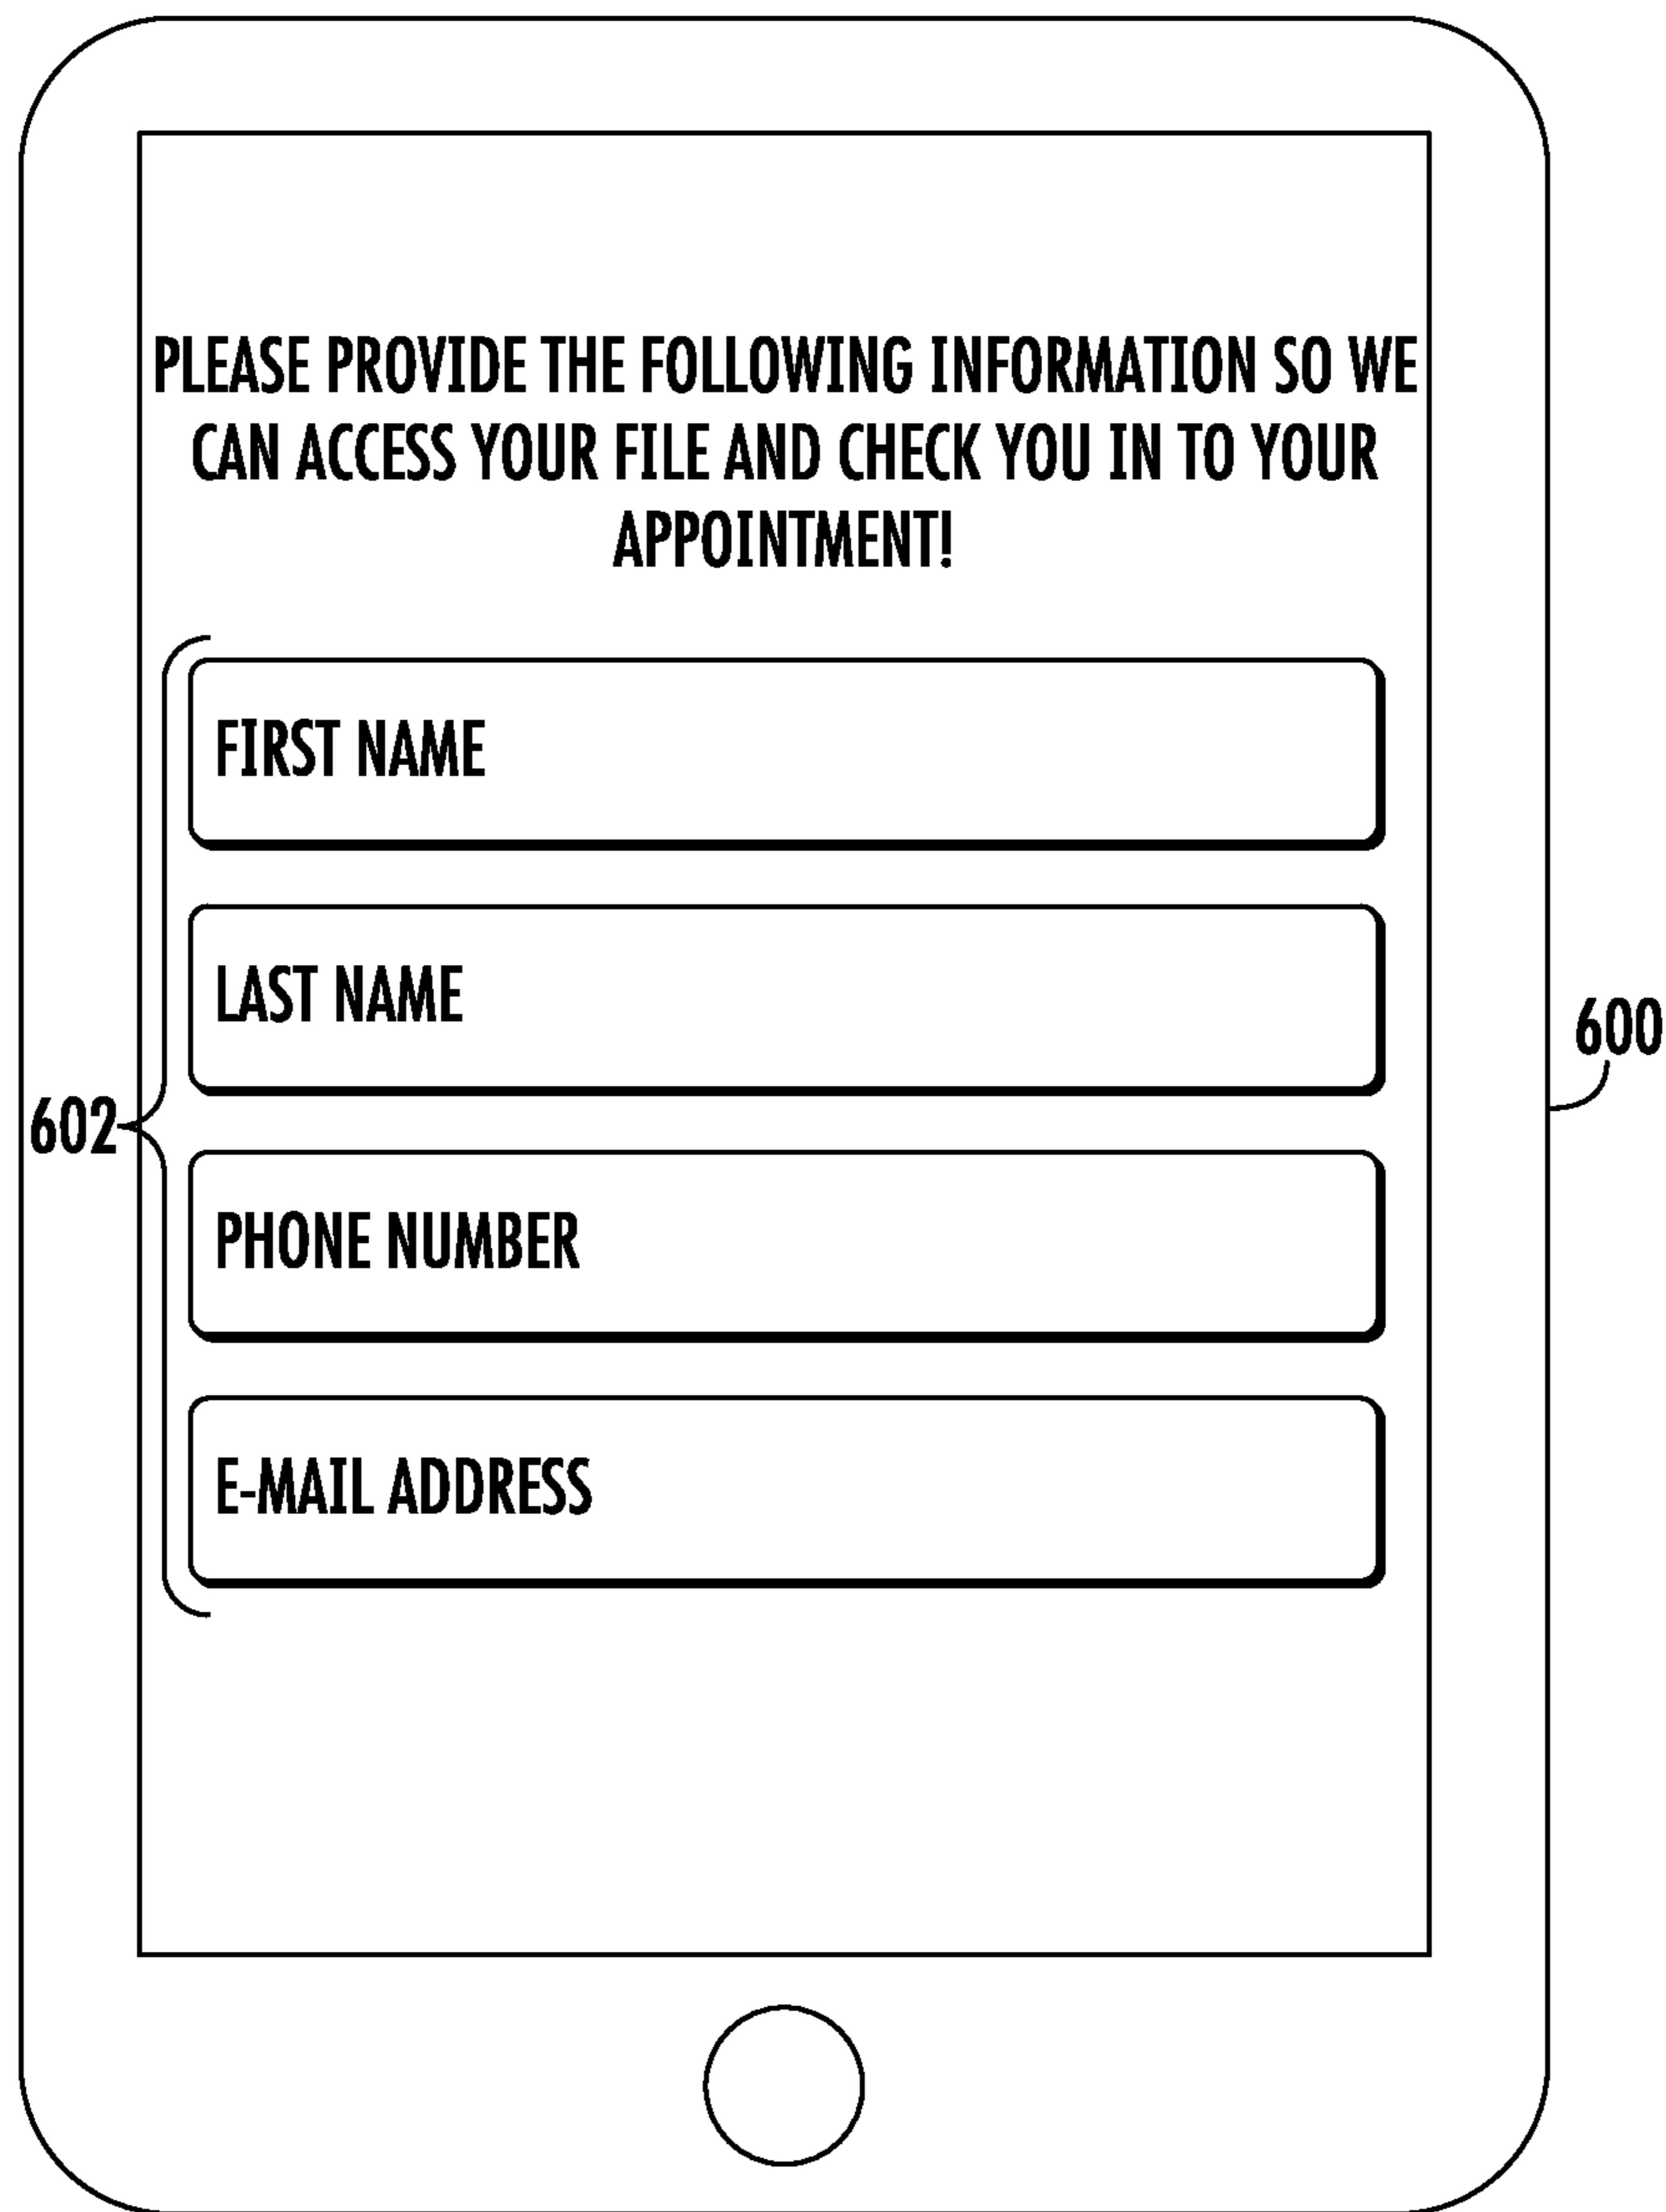 PLEASE PROVIDE THE FOLLOWING INFORMATION SO WE
CAN ACCESS YOUR FILE AND CHECK YOU IN TO YOUR
APPOINTMENT!
FIRST NAME
LAST NAME
600
602
PHONE NUMBER
E-MAIL ADDRESS